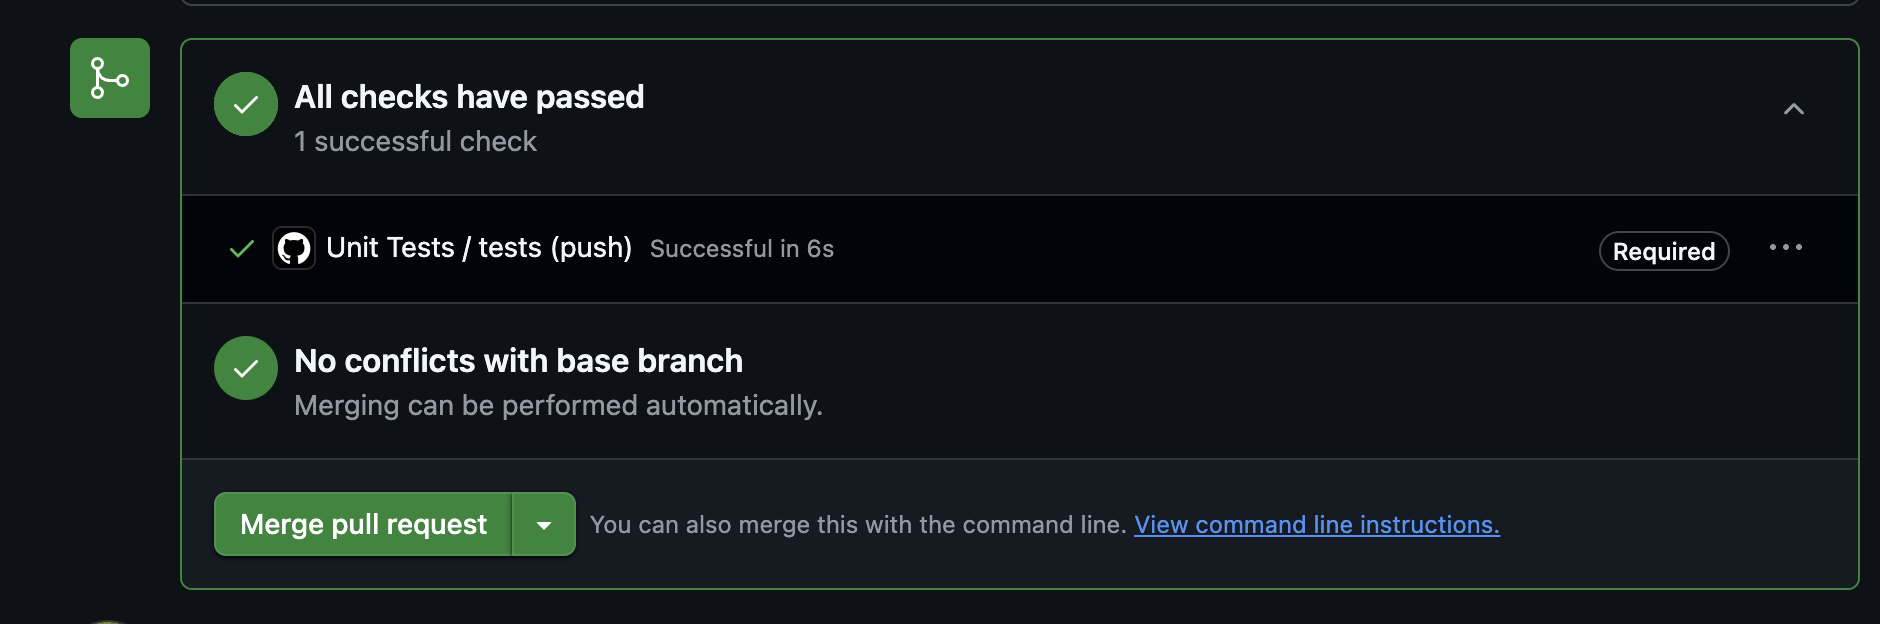 All checks have passed
1 successful check
Unit Tests / tests (push) Successful in 6s Required
No conflicts with base branch
Merging can be performed automatically.
Merge pull request You can also merge this with the command line. View command line instructions.